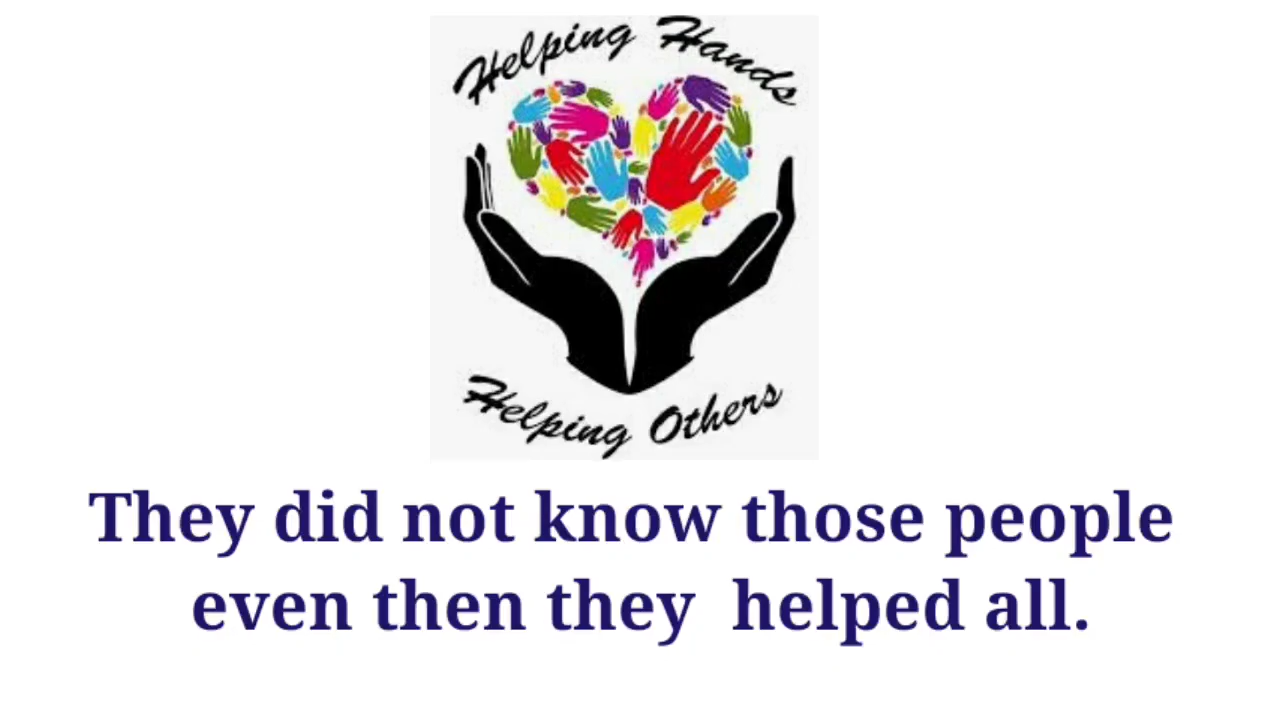 Helping Hands
Helping Others
They did not know those people
even then they helped all.